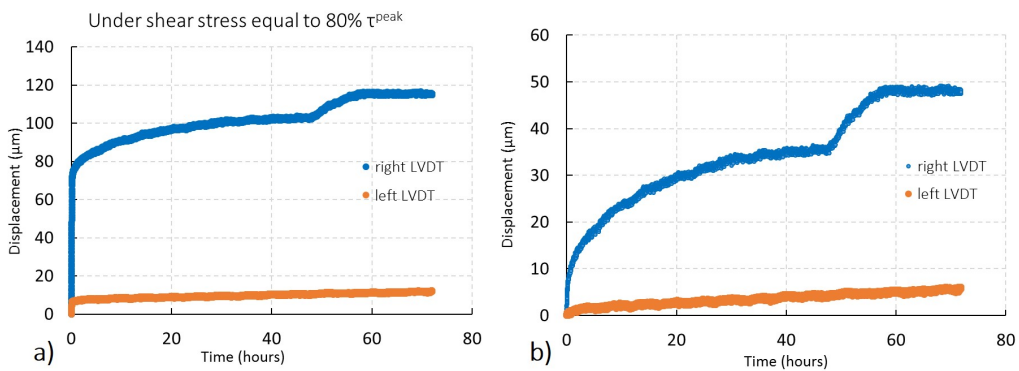 Under shear stress equal to 80% τpeak
140
120
100
80
60
40
20
0
Displacement (µm)
right LVDT
left LVDT
0 20 40 60 80
Time (hours)
a)
60
50
40
30
20
10
0
Displacement (µm)
right LVDT
left LVDT
0 20 40 60 80
Time (hours)
b)